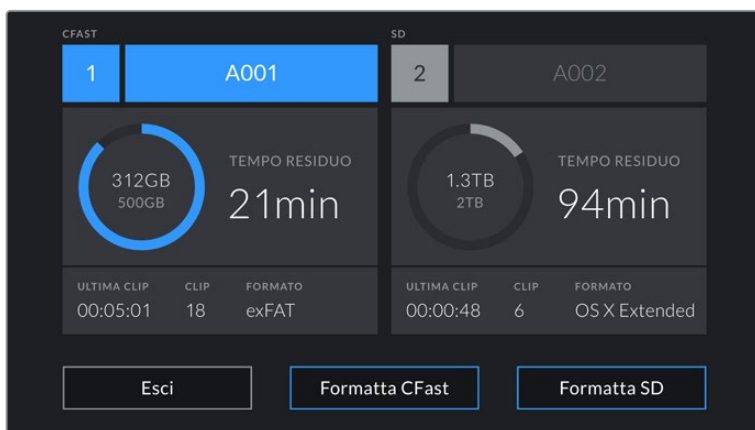 CFAST
1 A001
312GB
500GB
TEMPO RESIDUO
21min
ULTIMA CLIP CLIP FORMATO
00:05:01 18 exFAT
SD
2 A002
1.3TB
2TB
TEMPO RESIDUO
94min
ULTIMA CLIP CLIP FORMATO
00:00:48 6 OS X Extended
Esci Formatta CFast Formatta SD